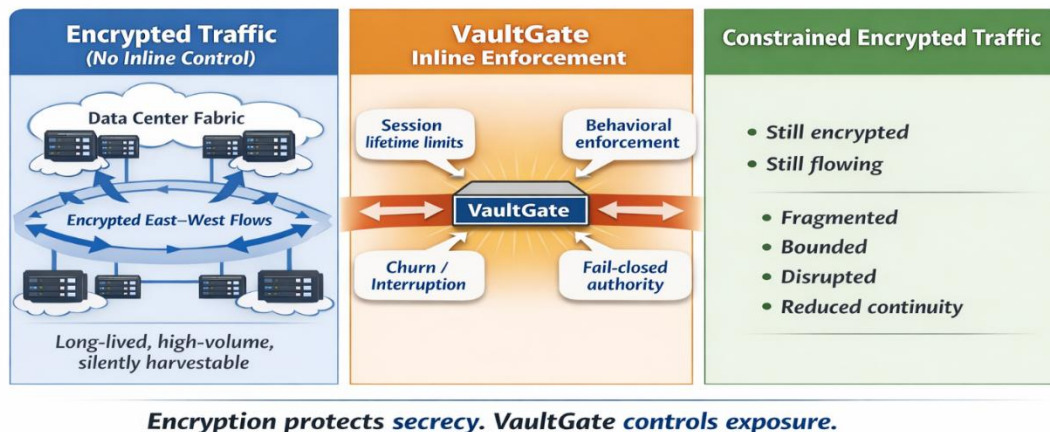 Encrypted Traffic
(No Inline Control)
Data Center Fabric
Encrypted East–West Flows
Long-lived, high-volume,
silently harvestable
VaultGate
Inline Enforcement
Session
lifetime limits
Behavioral
enforcement
VaultGate
Churn /
Interruption
Fail-closed
authority
Constrained Encrypted Traffic
• Still encrypted
• Still flowing
• Fragmented
• Bounded
• Disrupted
• Reduced continuity
Encryption protects secrecy. VaultGate controls exposure.